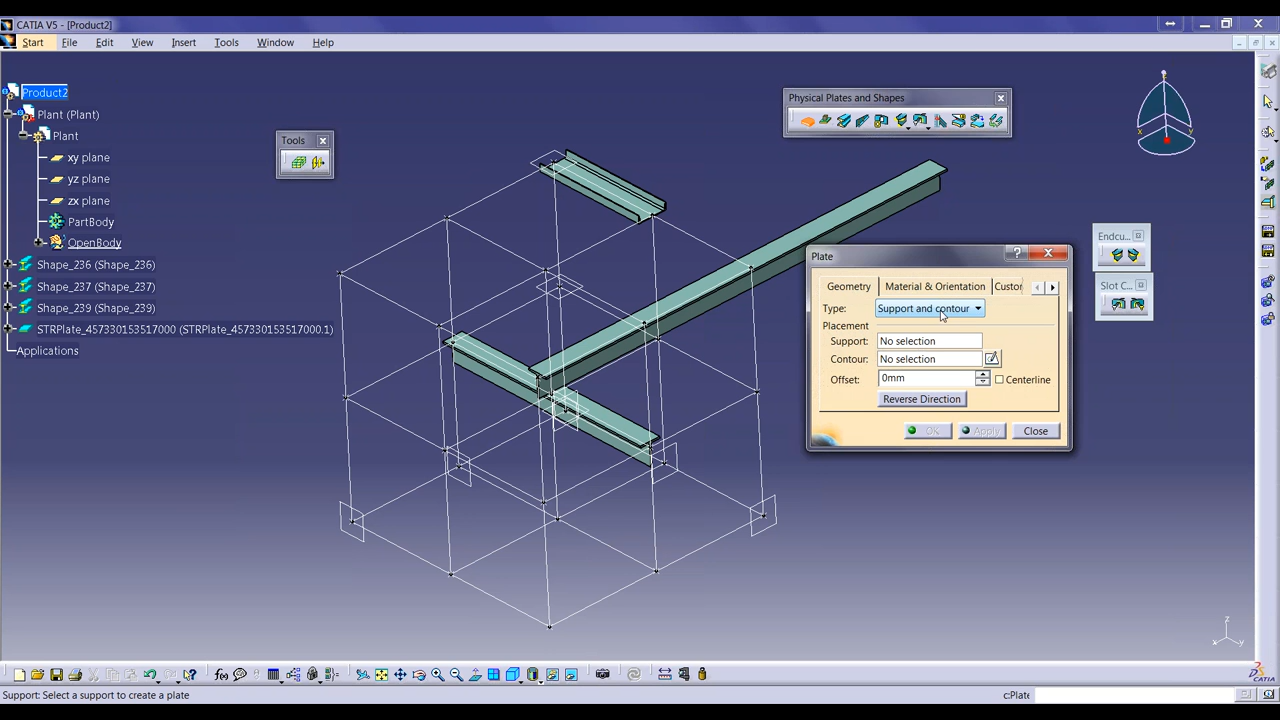 CATIA V5 - [Product2]
Start File Edit View Insert Tools Window Help
Product2
Plant (Plant)
Plant
xy plane
yz plane
zx plane
PartBody
OpenBody
Shape_236 (Shape_236)
Shape_237 (Shape_237)
Shape_239 (Shape_239)
STRPlate_457330153517000 (STRPlate_457330153517000.1)
Applications
Tools
Physical Plates and Shapes
z
x
y
Endcu...
Slot C...
Plate
Geometry Material & Orientation Custor
Type: Support and contour
Placement
Support: No selection
Contour: No selection
Offset: 0mm Centerline
Reverse Direction
Ok Apply Close
z
x y
f(x)
CATIA
Support: Select a support to create a plate
c:Plate